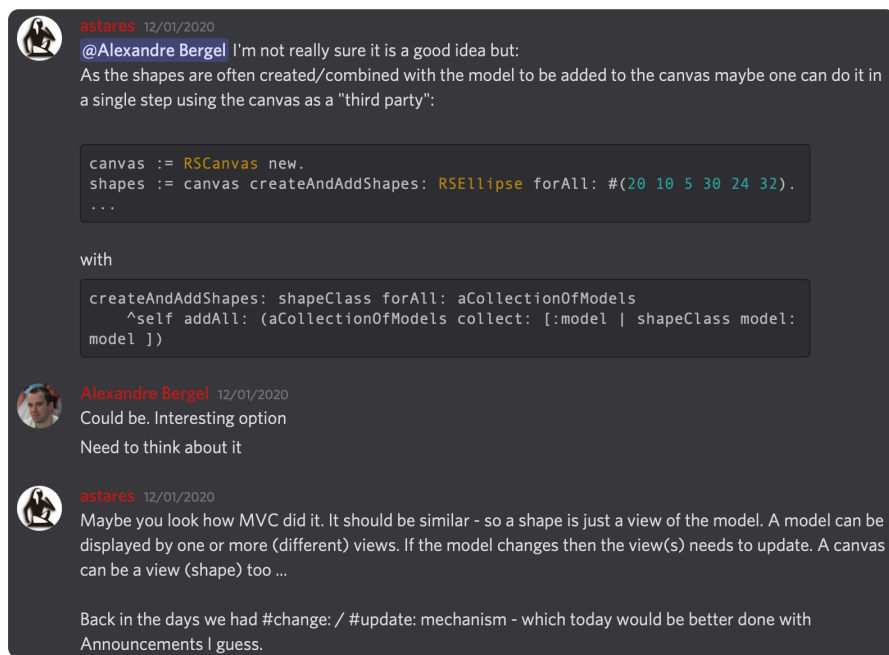 astares 12/01/2020
@Alexandre Bergel I'm not really sure it is a good idea but:
As the shapes are often created/combined with the model to be added to the canvas maybe one can do it in
a single step using the canvas as a "third party":
canvas := RSCanvas new.
shapes := canvas createAndAddShapes: RSEllipse forAll: #(20 10 5 30 24 32).
...
with
createAndAddShapes: shapeClass forAll: aCollectionOfModels
^self addAll: (aCollectionOfModels collect: [:model | shapeClass model:
model ])
Alexandre Bergel 12/01/2020
Could be. Interesting option
Need to think about it
astares 12/01/2020
Maybe you look how MVC did it. It should be similar - so a shape is just a view of the model. A model can be
displayed by one or more (different) views. If the model changes then the view(s) needs to update. A canvas
can be a view (shape) too ...
Back in the days we had #change: / #update: mechanism - which today would be better done with
Announcements I guess.